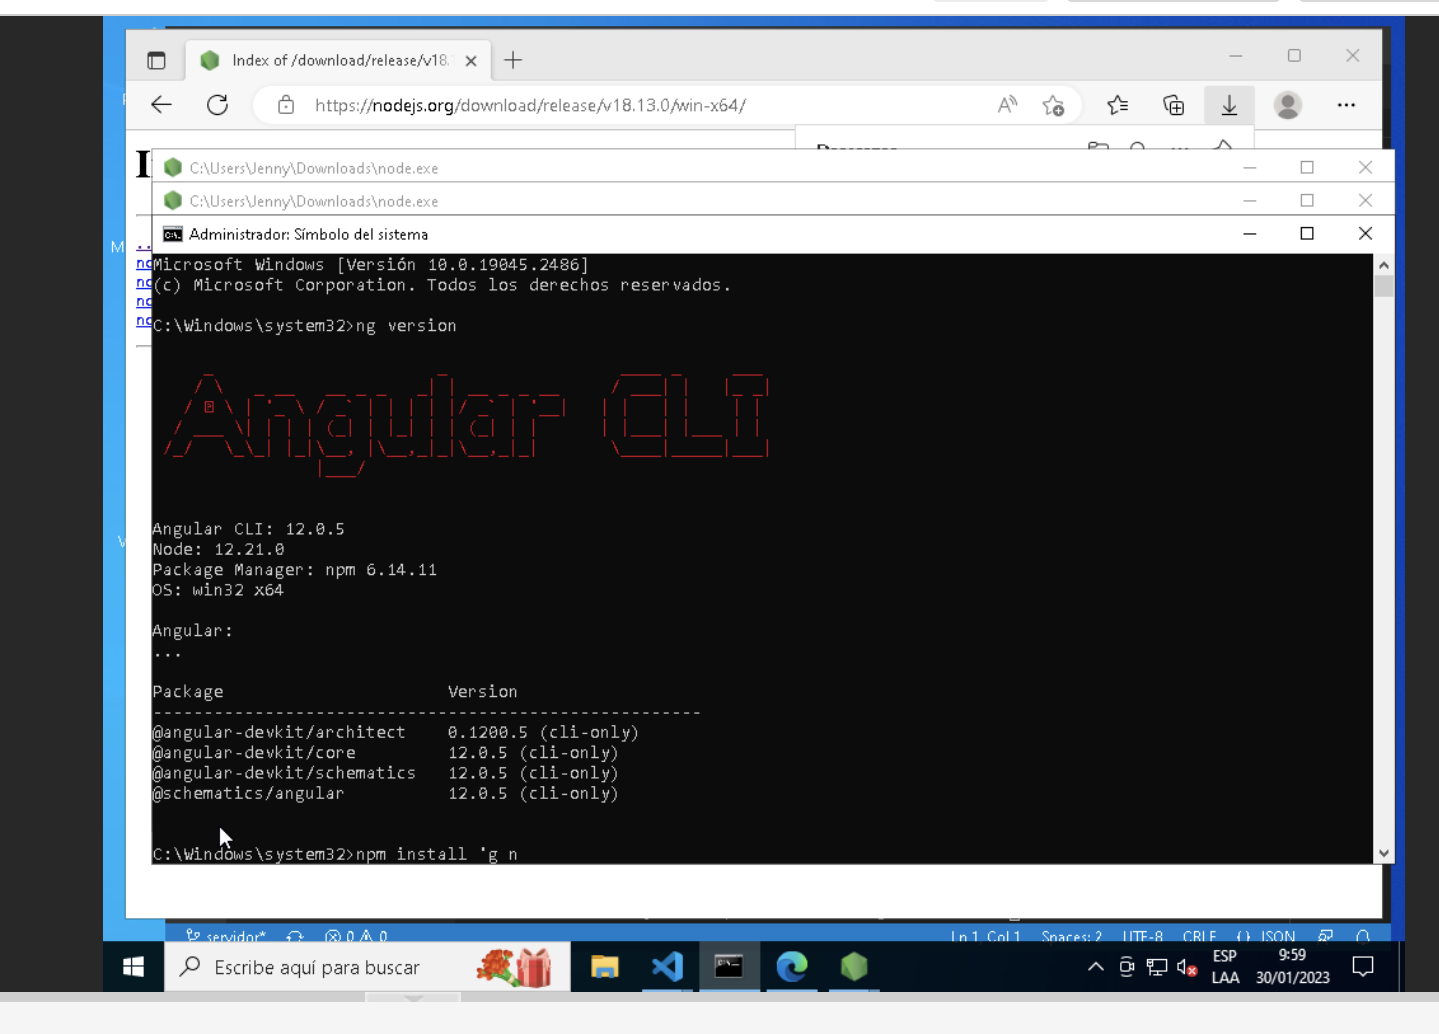 Index of /download/release/v18.
https://nodejs.org/download/release/v18.13.0/win-x64/
C:\Users\Jenny\Downloads\node.exe
C:\Users\Jenny\Downloads\node.exe
Administrador: Símbolo del sistema
Microsoft Windows [Versión 10.0.19045.2486]
(c) Microsoft Corporation. Todos los derechos reservados.
C:\Windows\system32>ng version
Angular CLI
Angular CLI: 12.0.5
Node: 12.21.0
Package Manager: npm 6.14.11
OS: win32 x64
Angular:
...
Package Version
------------------------------------------------------
@angular-devkit/architect 0.1200.5 (cli-only)
@angular-devkit/core 12.0.5 (cli-only)
@angular-devkit/schematics 12.0.5 (cli-only)
@schematics/angular 12.0.5 (cli-only)
C:\Windows\system32>npm install 'g n
servidor* 0 0 Ln 1, Col 1 Spaces: 2 UTF-8 CRLF {} JSON
Escribe aquí para buscar
ESP 9:59
LAA 30/01/2023